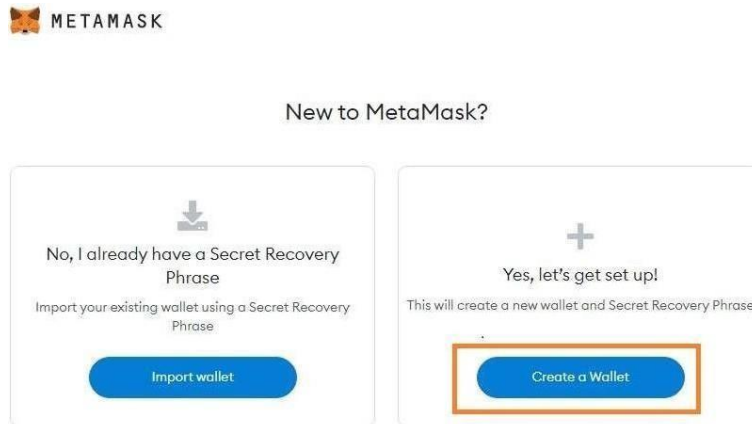 METAMASK
New to MetaMask?
No, I already have a Secret Recovery
Phrase
Import your existing wallet using a Secret Recovery
Phrase
Import wallet
Yes, let's get set up!
This will create a new wallet and Secret Recovery Phrase
Create a Wallet